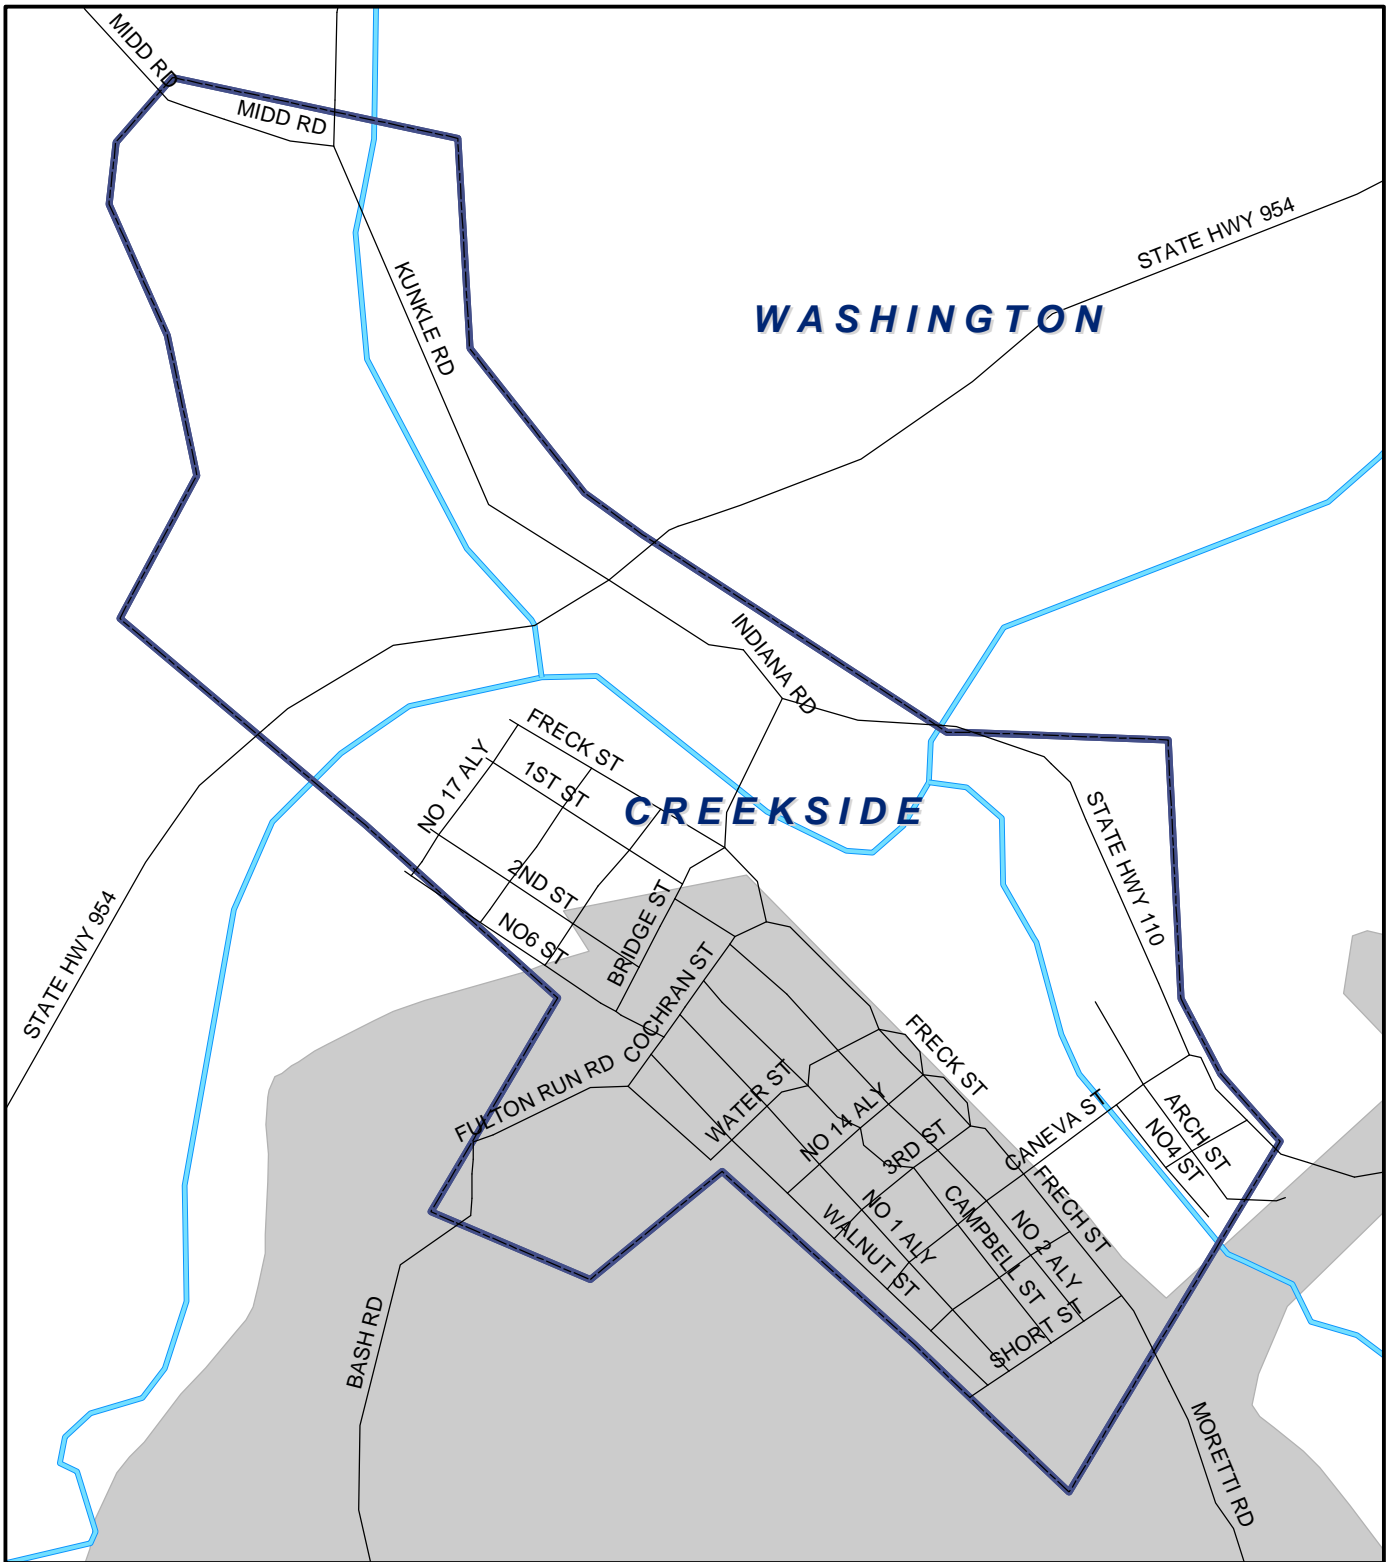 MIDD RD
MIDD RD
STATE HWY 954
KUNKLE RD
WASHINGTON
INDIANA RD
FRECK ST
NO 17 ALY
1ST ST
CREEKSIDE
STATE HWY 110
2ND ST
BRIDGE ST
NO6 ST
STATE HWY 954
COCHRAN ST
FRECK ST
FULTON RUN RD
WATER ST
NO 14 ALY
3RD ST
CANEVA ST
ARCH ST
NO4 ST
FRECH ST
NO 1 ALY
CAMPBELL ST
NO 2 ALY
WALNUT ST
SHORT ST
BASH RD
MORETTI RD